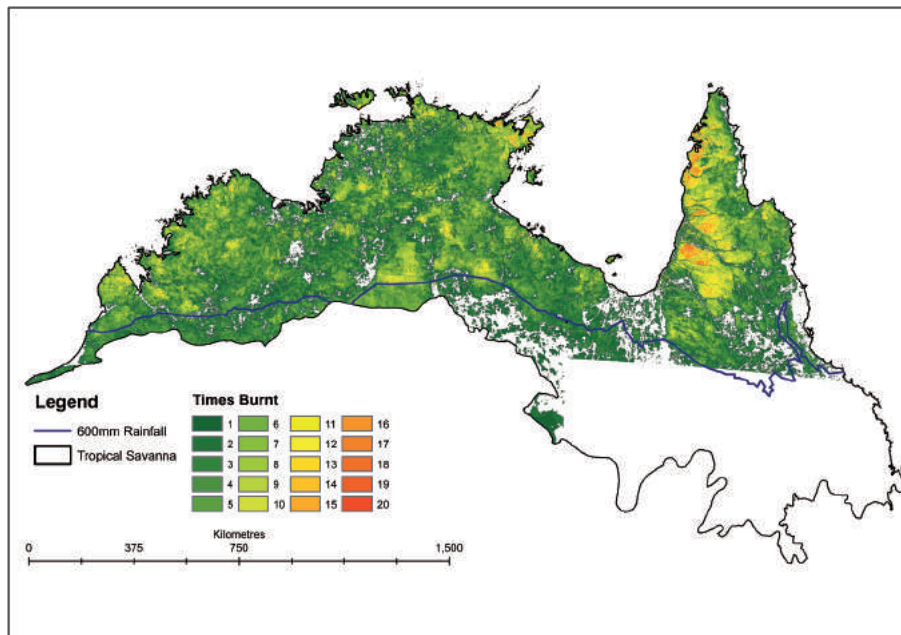 Legend
600mm Rainfall
Tropical Savanna
Times Burnt
1 6 11 16
2 7 12 17
3 8 13 18
4 9 14 19
5 10 15 20
Kilometres
0 375 750 1,500